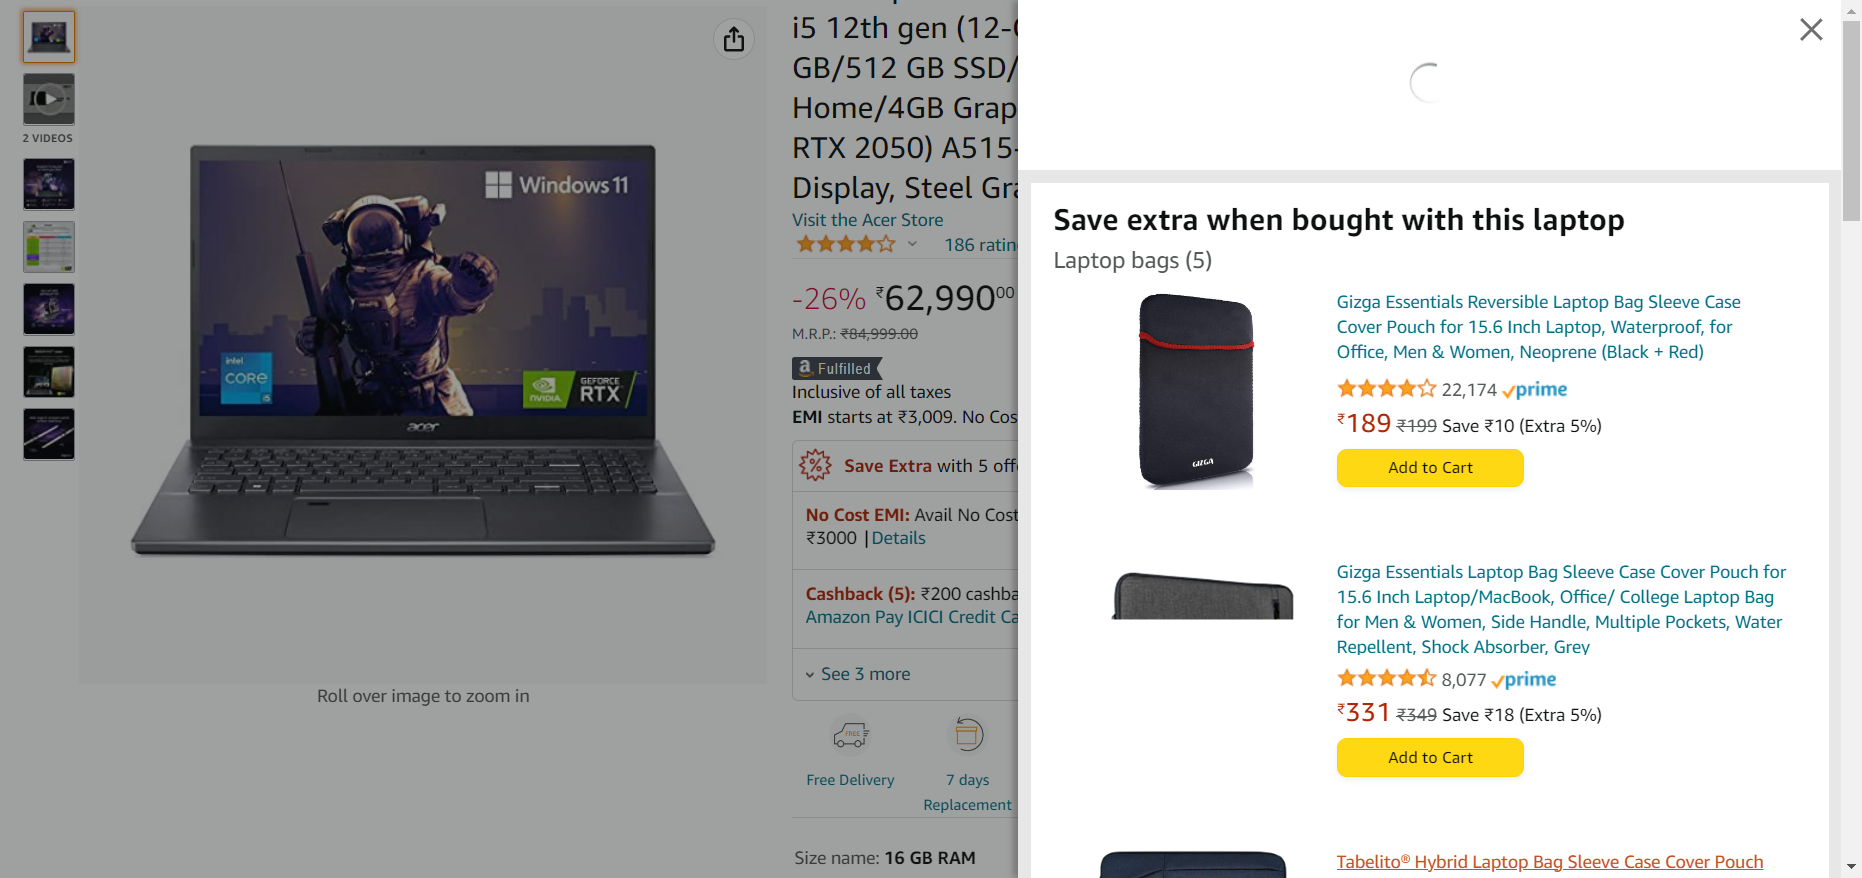 2 VIDEOS
Windows 11
intel
CORE
i5
NVIDIA.
GEFORCE
RTX
acer
Roll over image to zoom in
i5 12th gen (12-C
GB/512 GB SSD/
Home/4GB Grap
RTX 2050) A515-
Display, Steel Gra
Visit the Acer Store
186 rating
-26% ₹62,99000
M.R.P.: ₹84,999.00
a Fulfilled
Inclusive of all taxes
EMI starts at ₹3,009. No Cos
Save Extra with 5 off
No Cost EMI: Avail No Cost
₹3000 | Details
Cashback (5): ₹200 cashba
Amazon Pay ICICI Credit Ca
See 3 more
FREE
Free Delivery
7 days
Replacement
Size name: 16 GB RAM
Save extra when bought with this laptop
Laptop bags (5)
GIZGA
Gizga Essentials Reversible Laptop Bag Sleeve Case
Cover Pouch for 15.6 Inch Laptop, Waterproof, for
Office, Men & Women, Neoprene (Black + Red)
22,174 prime
₹189 ₹199 Save ₹10 (Extra 5%)
Add to Cart
Gizga Essentials Laptop Bag Sleeve Case Cover Pouch for
15.6 Inch Laptop/MacBook, Office/ College Laptop Bag
for Men & Women, Side Handle, Multiple Pockets, Water
Repellent, Shock Absorber, Grey
8,077 prime
₹331 ₹349 Save ₹18 (Extra 5%)
Add to Cart
Tabelito® Hybrid Laptop Bag Sleeve Case Cover Pouch